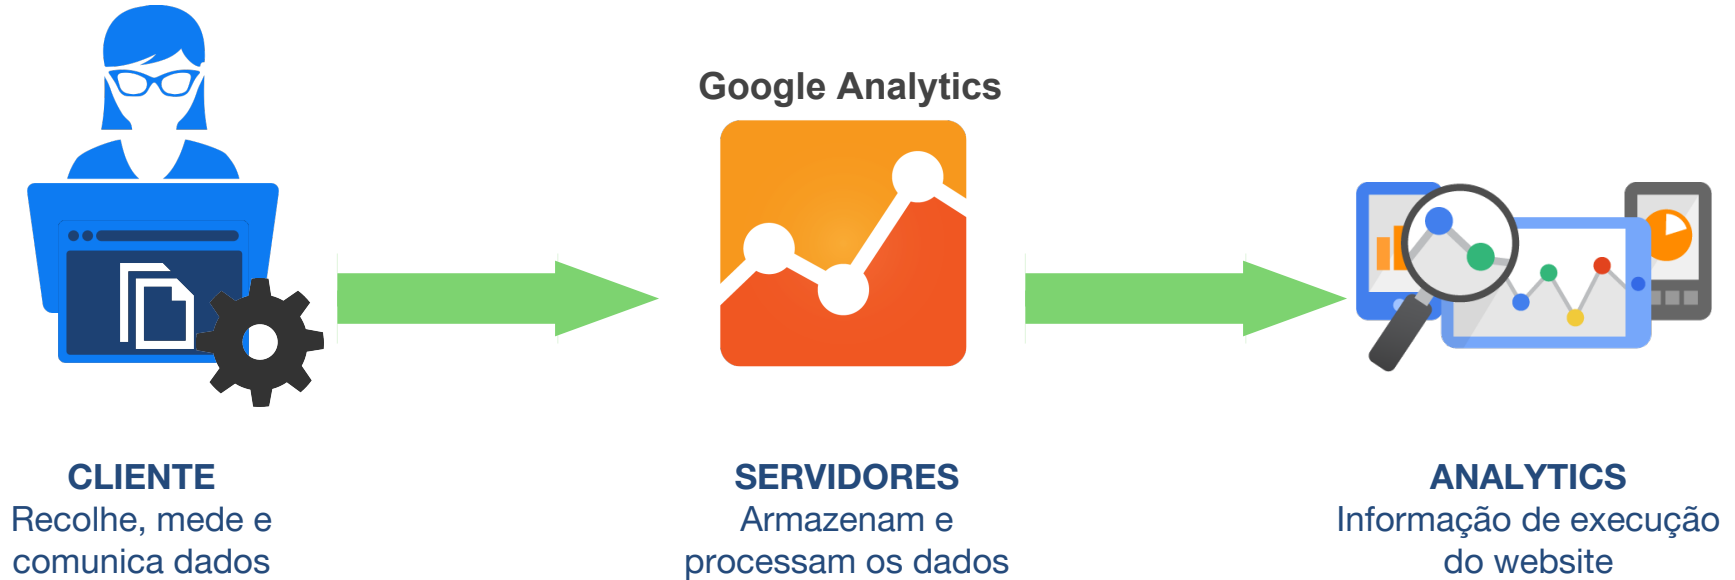 Google Analytics
CLIENTE
Recolhe, mede e
comunica dados
SERVIDORES
Armazenam e
processam os dados
ANALYTICS
Informação de execução
do website